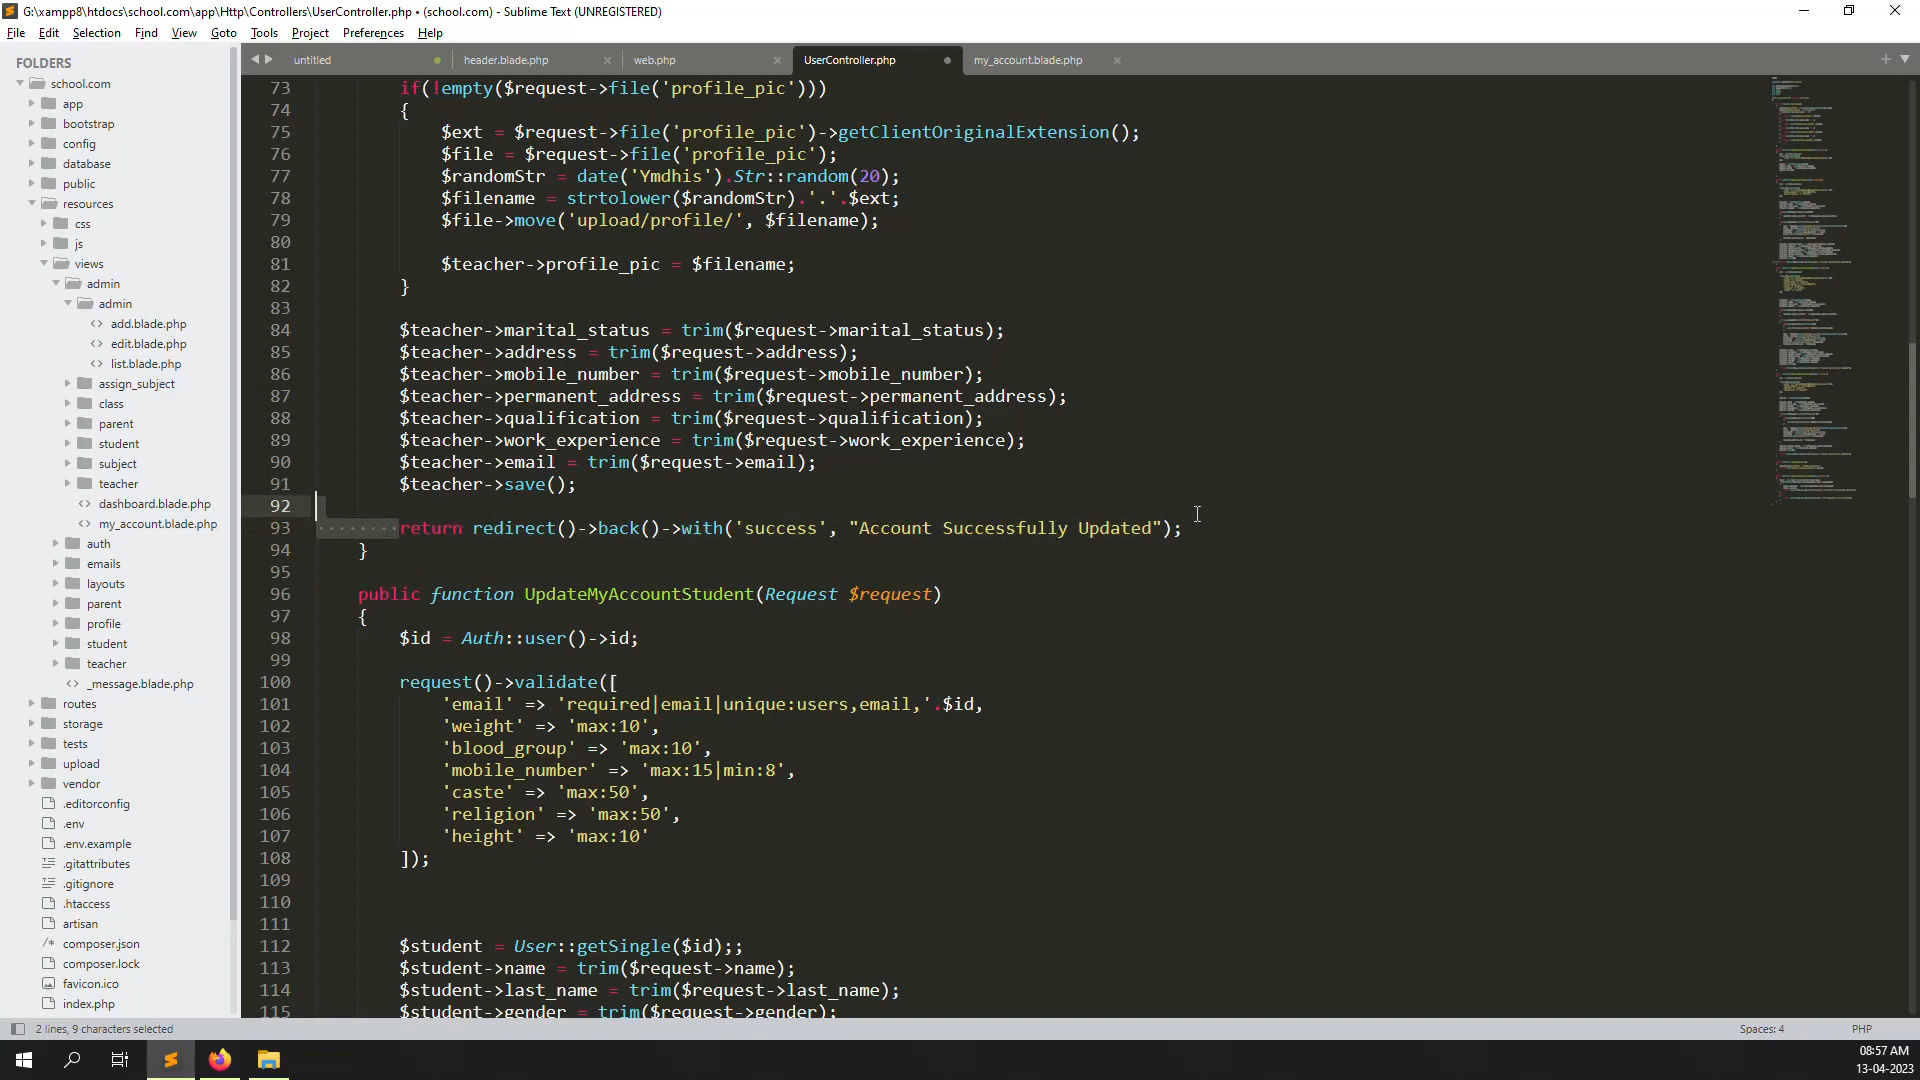 G:\xampp8\htdocs\school.com\app\Http\Controllers\UserController.php • (school.com) - Sublime Text (UNREGISTERED)
File Edit Selection Find View Goto Tools Project Preferences Help
FOLDERS
school.com
app
bootstrap
config
database
public
resources
css
js
views
admin
admin
add.blade.php
edit.blade.php
list.blade.php
assign_subject
class
parent
student
subject
teacher
dashboard.blade.php
my_account.blade.php
auth
emails
layouts
parent
profile
student
teacher
_message.blade.php
routes
storage
tests
upload
vendor
.editorconfig
.env
.env.example
.gitattributes
.gitignore
.htaccess
artisan
composer.json
composer.lock
favicon.ico
index.php
untitled header.blade.php web.php UserController.php my_account.blade.php
73 if(!empty($request->file('profile_pic')))
74 {
75 $ext = $request->file('profile_pic')->getClientOriginalExtension();
76 $file = $request->file('profile_pic');
77 $randomStr = date('Ymdhis').Str::random(20);
78 $filename = strtolower($randomStr).'.'.$ext;
79 $file->move('upload/profile/', $filename);
80
81 $teacher->profile_pic = $filename;
82 }
83
84 $teacher->marital_status = trim($request->marital_status);
85 $teacher->address = trim($request->address);
86 $teacher->mobile_number = trim($request->mobile_number);
87 $teacher->permanent_address = trim($request->permanent_address);
88 $teacher->qualification = trim($request->qualification);
89 $teacher->work_experience = trim($request->work_experience);
90 $teacher->email = trim($request->email);
91 $teacher->save();
92
93 return redirect()->back()->with('success', "Account Successfully Updated");
94 }
95
96 public function UpdateMyAccountStudent(Request $request)
97 {
98 $id = Auth::user()->id;
99
100 request()->validate([
101 'email' => 'required|email|unique:users,email,'.$id,
102 'weight' => 'max:10',
103 'blood_group' => 'max:10',
104 'mobile_number' => 'max:15|min:8',
105 'caste' => 'max:50',
106 'religion' => 'max:50',
107 'height' => 'max:10'
108 ]);
109
110
111
112 $student = User::getSingle($id);;
113 $student->name = trim($request->name);
114 $student->last_name = trim($request->last_name);
115 $student->gender = trim($request->gender);
2 lines, 9 characters selected Spaces: 4 PHP
08:57 AM
13-04-2023